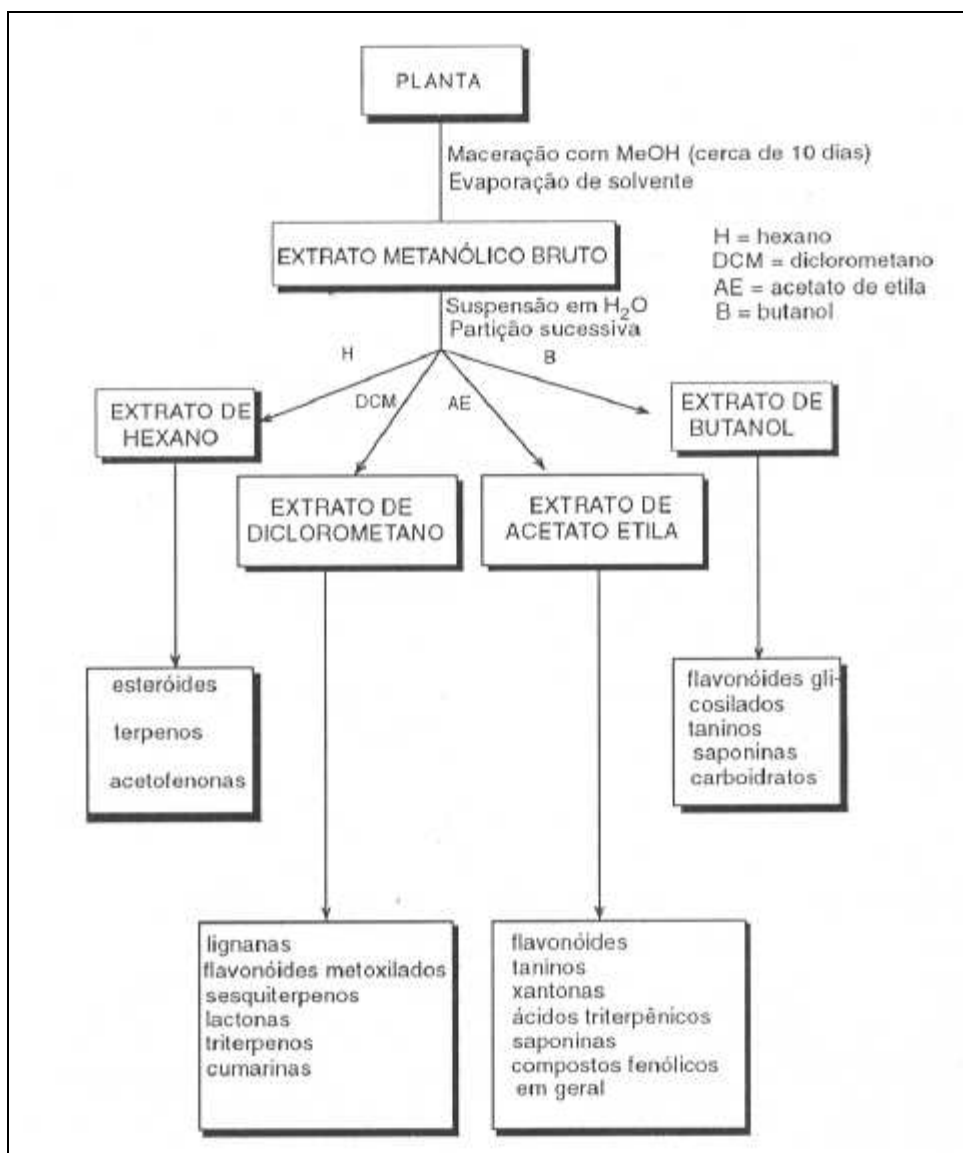 PLANTA
Maceração com MeOH (cerca de 10 dias)
Evaporação de solvente
EXTRATO METANÓLICO BRUTO
H = hexano
DCM = diclorometano
AE = acetato de etila
B = butanol
Suspensão em H₂O
Partição sucessiva
H
DCM
AE
B
EXTRATO DE
HEXANO
EXTRATO DE
DICLOROMETANO
EXTRATO DE
ACETATO ETILA
EXTRATO DE
BUTANOL
esteróides
terpenos
acetofenonas
lignanas
flavonóides metoxilados
sesquiterpenos
lactonas
triterpenos
cumarinas
flavonóides
taninos
xantonas
ácidos triterpênicos
saponinas
compostos fenólicos
em geral
flavonóides gli-
cosilados
taninos
saponinas
carboidratos